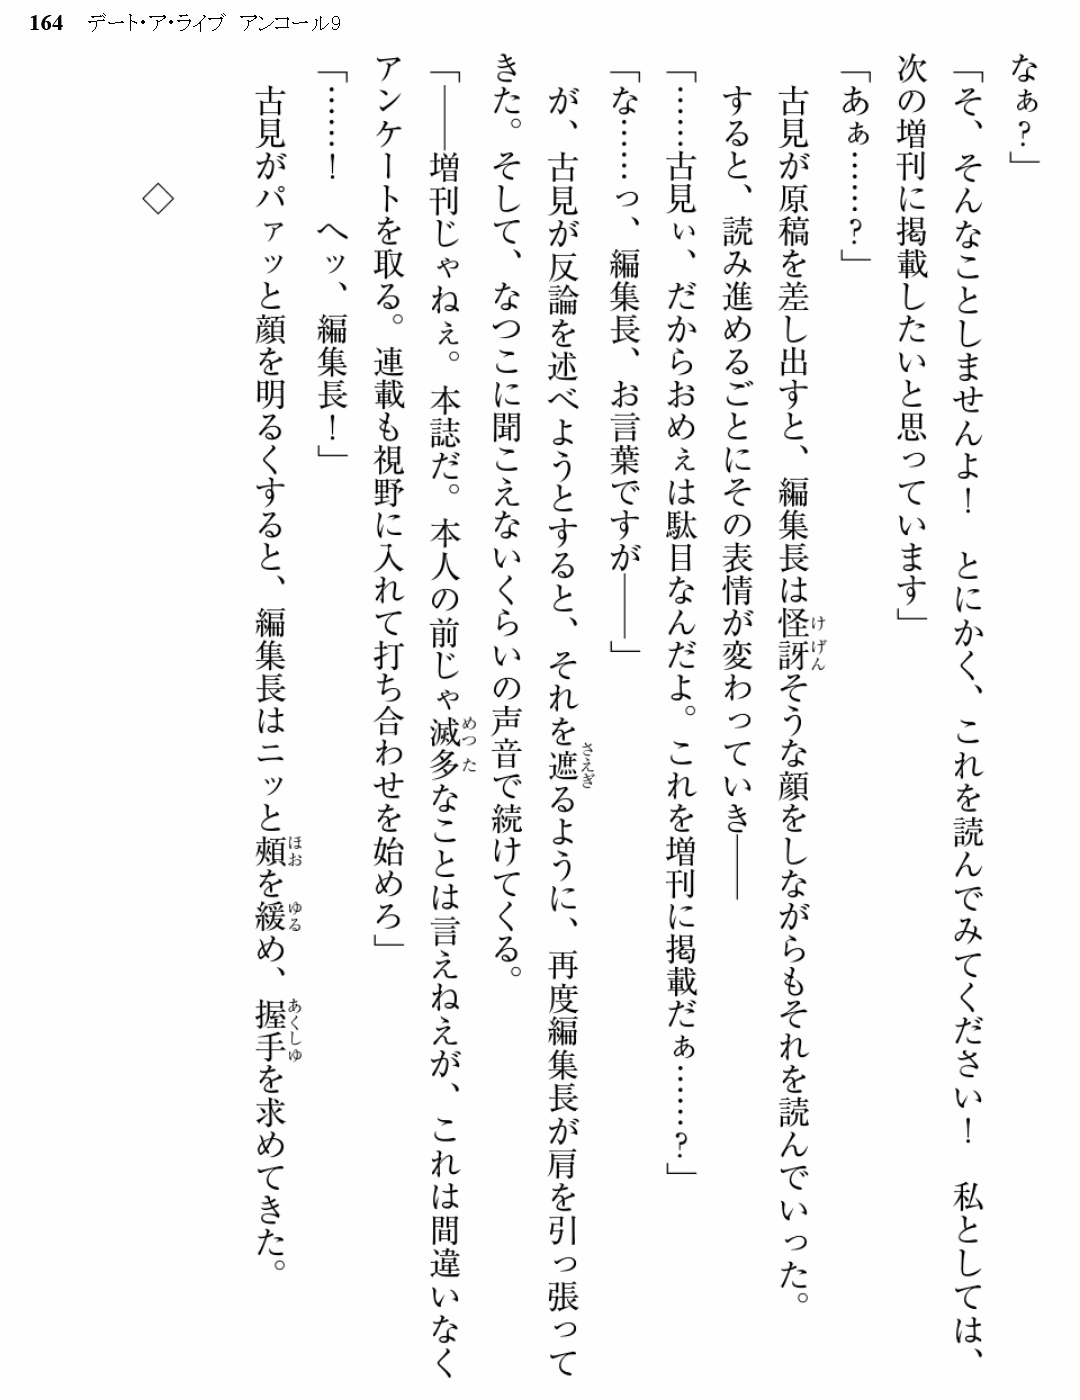 164 デート・ア・ライブ アンコール9
なぁ?」
「そ、そんなことしませんよ! とにかく、これを読んでみてください! 私としては、
次の増刊に掲載したいと思っています」
「あぁ……?」
古見が原稿を差し出すと、編集長は怪訝そうな顔をしながらもそれを読んでいった。
すると、読み進めるごとにその表情が変わっていき――
「……古見ぃ、だからおめぇは駄目なんだよ。これを増刊に掲載だぁ……?」
「な……っ、編集長、お言葉ですが――」
が、古見が反論を述べようとすると、それを遮るように、再度編集長が肩を引っ張って
きた。そして、なつこに聞こえないくらいの声音で続けてくる。
「――増刊じゃねぇ。本誌だ。本人の前じゃ滅多なことは言えねえが、これは間違いなく
アンケートを取る。連載も視野に入れて打ち合わせを始めろ」
「……! へッ、編集長!」
古見がパァッと顔を明るくすると、編集長はニッと頰を緩め、握手を求めてきた。
◇